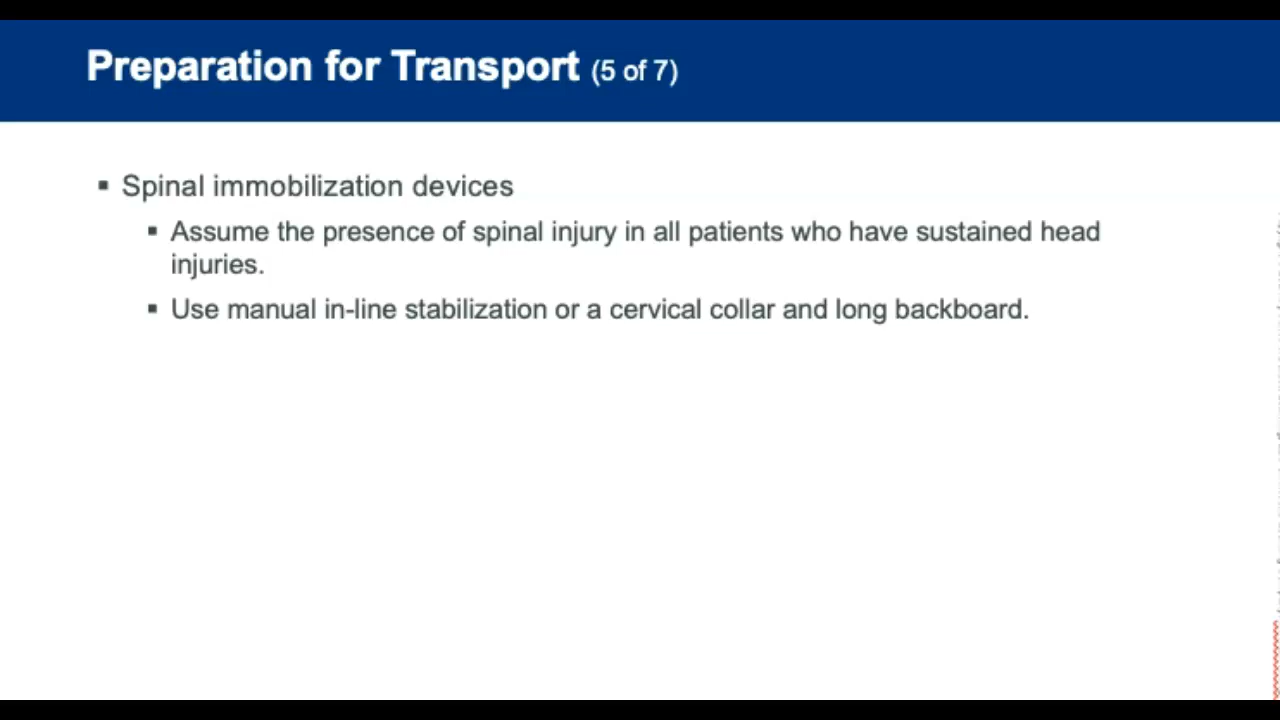 Preparation for Transport (5 of 7)
▪ Spinal immobilization devices
▪ Assume the presence of spinal injury in all patients who have sustained head
injuries.
▪ Use manual in-line stabilization or a cervical collar and long backboard.